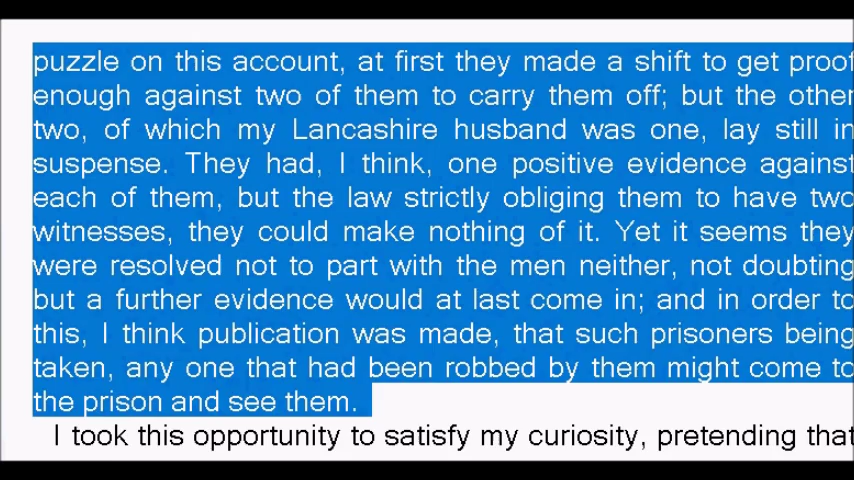 puzzle on this account, at first they made a shift to get proof
enough against two of them to carry them off; but the other
two, of which my Lancashire husband was one, lay still in
suspense. They had, I think, one positive evidence against
each of them, but the law strictly obliging them to have two
witnesses, they could make nothing of it. Yet it seems they
were resolved not to part with the men neither, not doubting
but a further evidence would at last come in; and in order to
this, I think publication was made, that such prisoners being
taken, any one that had been robbed by them might come to
the prison and see them.
I took this opportunity to satisfy my curiosity, pretending that